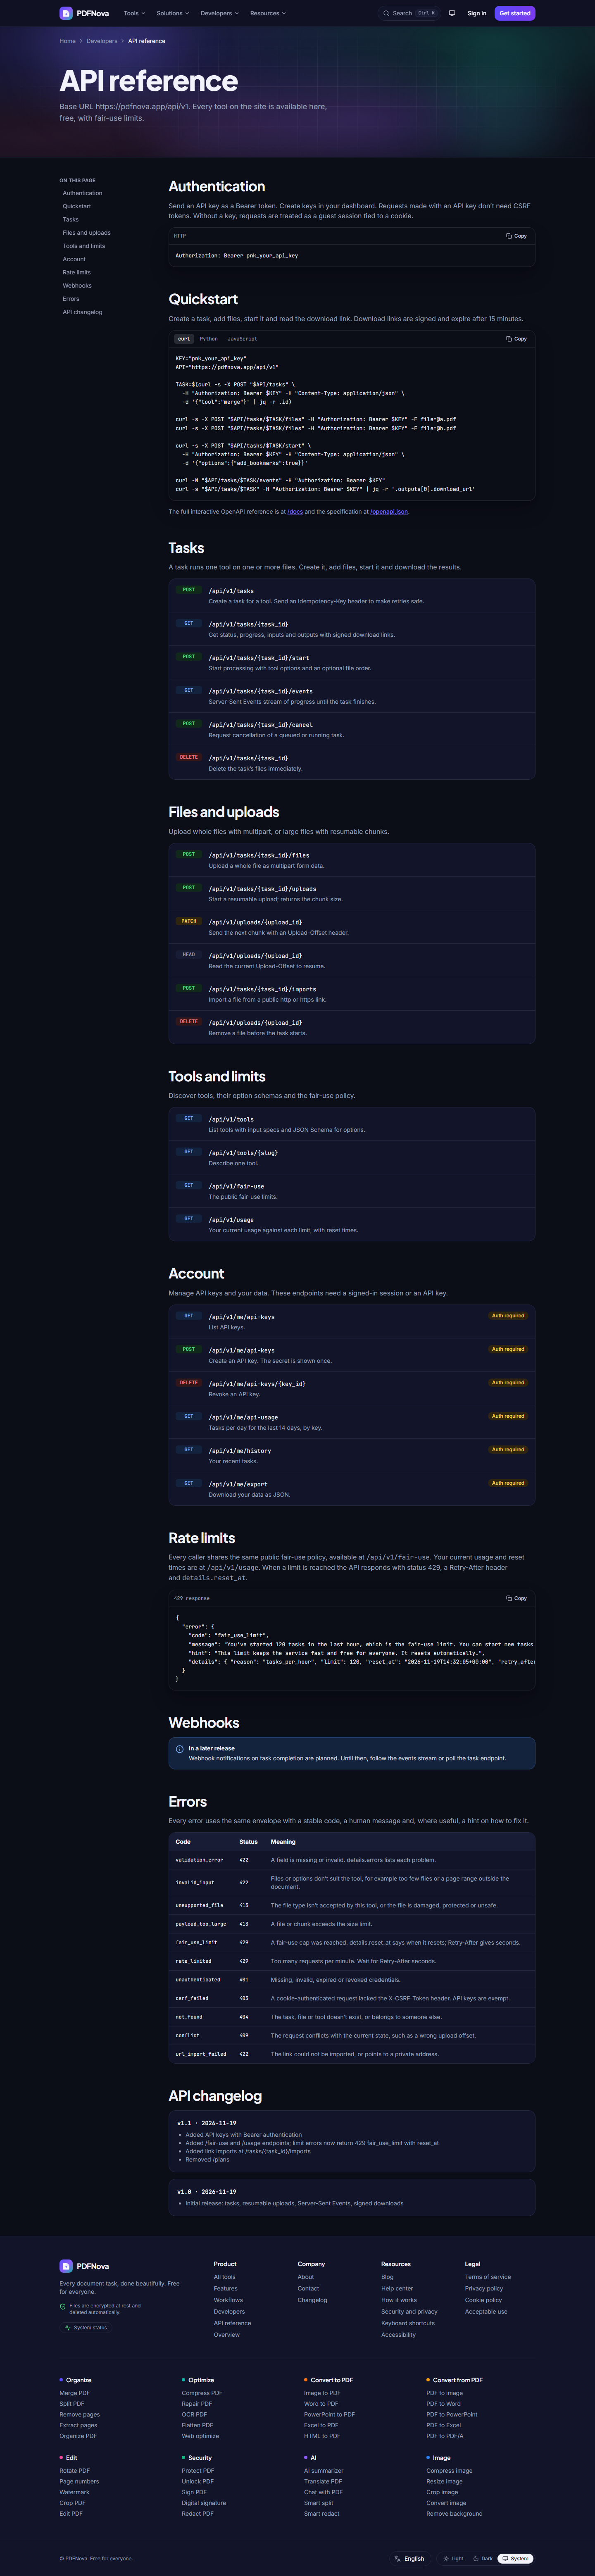 PDFNova
Tools
Solutions
Developers
Resources
Search
Ctrl K
Sign in
Get started
Home > Developers > API reference
API reference
Base URL https://pdfnova.app/api/v1. Every tool on the site is available here,
free, with fair-use limits.
ON THIS PAGE
Authentication
Quickstart
Tasks
Files and uploads
Tools and limits
Account
Rate limits
Webhooks
Errors
API changelog
Authentication
Send an API key as a Bearer token. Create keys in your dashboard. Requests made with an API key don't need CSRF
tokens. Without a key, requests are treated as a guest session tied to a cookie.
HTTP
Copy
Authorization: Bearer pnk_your_api_key
Quickstart
Create a task, add files, start it and read the download link. Download links are signed and expire after 15 minutes.
curl
Python
JavaScript
Copy
KEY="pnk_your_api_key"
API="https://pdfnova.app/api/v1"
TASK=$(curl -s -X POST "$API/tasks" \
-H "Authorization: Bearer $KEY" -H "Content-Type: application/json" \
-d '{"tool":"merge"}' | jq -r .id)
curl -s -X POST "$API/tasks/$TASK/files" -H "Authorization: Bearer $KEY" -F file=@a.pdf
curl -s -X POST "$API/tasks/$TASK/files" -H "Authorization: Bearer $KEY" -F file=@b.pdf
curl -s -X POST "$API/tasks/$TASK/start" \
-H "Authorization: Bearer $KEY" -H "Content-Type: application/json" \
-d '{"options":{"add_bookmarks":true}}'
curl -N "$API/tasks/$TASK/events" -H "Authorization: Bearer $KEY"
curl -s "$API/tasks/$TASK" -H "Authorization: Bearer $KEY" | jq -r '.outputs[0].download_url'
The full interactive OpenAPI reference is at /docs and the specification at /openapi.json.
Tasks
A task runs one tool on one or more files. Create it, add files, start it and download the results.
POST /api/v1/tasks
Create a task for a tool. Send an Idempotency-Key header to make retries safe.
GET /api/v1/tasks/{task_id}
Get status, progress, inputs and outputs with signed download links.
POST /api/v1/tasks/{task_id}/start
Start processing with tool options and an optional file order.
GET /api/v1/tasks/{task_id}/events
Server-Sent Events stream of progress until the task finishes.
POST /api/v1/tasks/{task_id}/cancel
Request cancellation of a queued or running task.
DELETE /api/v1/tasks/{task_id}
Delete the task's files immediately.
Files and uploads
Upload whole files with multipart, or large files with resumable chunks.
POST /api/v1/tasks/{task_id}/files
Upload a whole file as multipart form data.
POST /api/v1/tasks/{task_id}/uploads
Start a resumable upload; returns the chunk size.
PATCH /api/v1/uploads/{upload_id}
Send the next chunk with an Upload-Offset header.
HEAD /api/v1/uploads/{upload_id}
Read the current Upload-Offset to resume.
POST /api/v1/tasks/{task_id}/imports
Import a file from a public http or https link.
DELETE /api/v1/uploads/{upload_id}
Remove a file before the task starts.
Tools and limits
Discover tools, their option schemas and the fair-use policy.
GET /api/v1/tools
List tools with input specs and JSON Schema for options.
GET /api/v1/tools/{slug}
Describe one tool.
GET /api/v1/fair-use
The public fair-use limits.
GET /api/v1/usage
Your current usage against each limit, with reset times.
Account
Manage API keys and your data. These endpoints need a signed-in session or an API key.
GET /api/v1/me/api-keys Auth required
List API keys.
POST /api/v1/me/api-keys Auth required
Create an API key. The secret is shown once.
DELETE /api/v1/me/api-keys/{key_id} Auth required
Revoke an API key.
GET /api/v1/me/api-usage Auth required
Tasks per day for the last 14 days, by key.
GET /api/v1/me/history Auth required
Your recent tasks.
GET /api/v1/me/export Auth required
Download your data as JSON.
Rate limits
Every caller shares the same public fair-use policy, available at /api/v1/fair-use. Your current usage and reset
times are at /api/v1/usage. When a limit is reached the API responds with status 429, a Retry-After header
and details.reset_at.
429 response
Copy
{
"error": {
"code": "fair_use_limit",
"message": "You've started 120 tasks in the last hour, which is the fair-use limit. You can start new tasks
"hint": "This limit keeps the service fast and free for everyone. It resets automatically.",
"details": { "reason": "tasks_per_hour", "limit": 120, "reset_at": "2026-11-19T14:32:05+00:00", "retry_after
}
}
Webhooks
In a later release
Webhook notifications on task completion are planned. Until then, follow the events stream or poll the task endpoint.
Errors
Every error uses the same envelope with a stable code, a human message and, where useful, a hint on how to fix it.
Code Status Meaning
validation_error 422 A field is missing or invalid. details.errors lists each problem.
invalid_input 422 Files or options don't suit the tool, for example too few files or a page range outside the
document.
unsupported_file 415 The file type isn't accepted by this tool, or the file is damaged, protected or unsafe.
payload_too_large 413 A file or chunk exceeds the size limit.
fair_use_limit 429 A fair-use cap was reached. details.reset_at says when it resets; Retry-After gives seconds.
rate_limited 429 Too many requests per minute. Wait for Retry-After seconds.
unauthenticated 401 Missing, invalid, expired or revoked credentials.
csrf_failed 403 A cookie-authenticated request lacked the X-CSRF-Token header. API keys are exempt.
not_found 404 The task, file or tool doesn't exist, or belongs to someone else.
conflict 409 The request conflicts with the current state, such as a wrong upload offset.
url_import_failed 422 The link could not be imported, or points to a private address.
API changelog
v1.1 · 2026-11-19
• Added API keys with Bearer authentication
• Added /fair-use and /usage endpoints; limit errors now return 429 fair_use_limit with reset_at
• Added link imports at /tasks/{task_id}/imports
• Removed /plans
v1.0 · 2026-11-19
• Initial release: tasks, resumable uploads, Server-Sent Events, signed downloads
PDFNova
Every document task, done beautifully. Free
for everyone.
Files are encrypted at rest and
deleted automatically.
System status
Product
All tools
Features
Workflows
Developers
API reference
Overview
Company
About
Contact
Changelog
Resources
Blog
Help center
How it works
Security and privacy
Keyboard shortcuts
Accessibility
Legal
Terms of service
Privacy policy
Cookie policy
Acceptable use
Organize
Merge PDF
Split PDF
Remove pages
Extract pages
Organize PDF
Optimize
Compress PDF
Repair PDF
OCR PDF
Flatten PDF
Web optimize
Convert to PDF
Image to PDF
Word to PDF
PowerPoint to PDF
Excel to PDF
HTML to PDF
Convert from PDF
PDF to image
PDF to Word
PDF to PowerPoint
PDF to Excel
PDF to PDF/A
Edit
Rotate PDF
Page numbers
Watermark
Crop PDF
Edit PDF
Security
Protect PDF
Unlock PDF
Sign PDF
Digital signature
Redact PDF
AI
AI summarizer
Translate PDF
Chat with PDF
Smart split
Smart redact
Image
Compress image
Resize image
Crop image
Convert image
Remove background
© PDFNova. Free for everyone.
English
Light
Dark
System